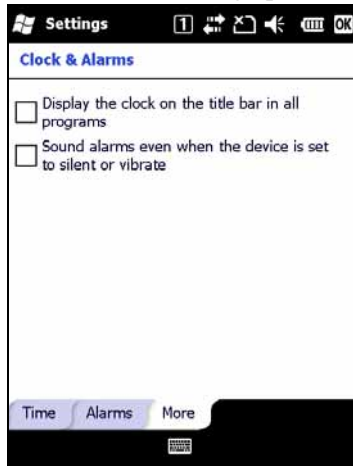 Settings 1 OK
Clock & Alarms
Display the clock on the title bar in all
programs
Sound alarms even when the device is set
to silent or vibrate
Time Alarms More